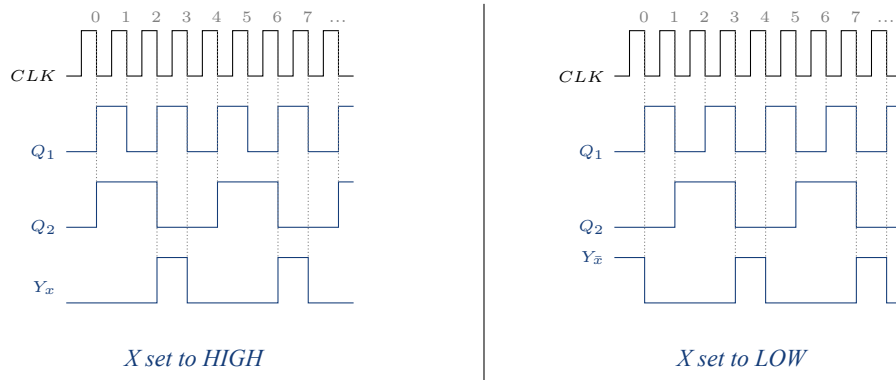 0 1 2 3 4 5 6 7 ...
CLK
Q₁
Q₂
Yₓ
X set to HIGH
0 1 2 3 4 5 6 7 ...
CLK
Q₁
Q₂
Y_x̄
X set to LOW